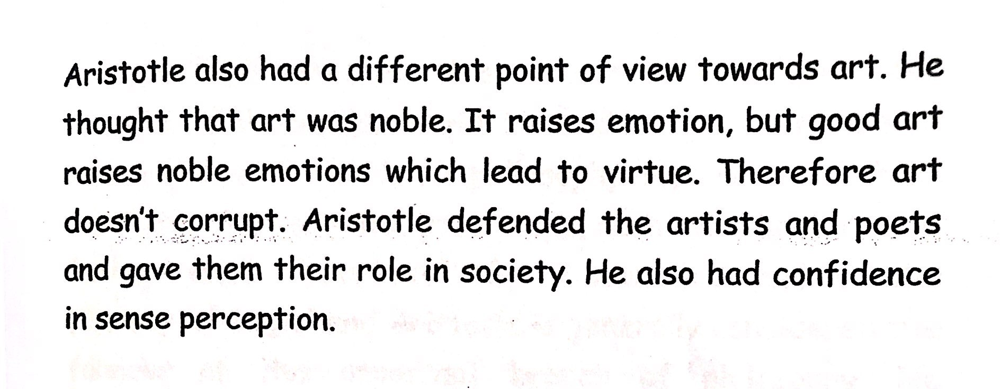 Aristotle also had a different point of view towards art. He
thought that art was noble. It raises emotion, but good art
raises noble emotions which lead to virtue. Therefore art
doesn't corrupt. Aristotle defended the artists and poets
and gave them their role in society. He also had confidence
in sense perception.